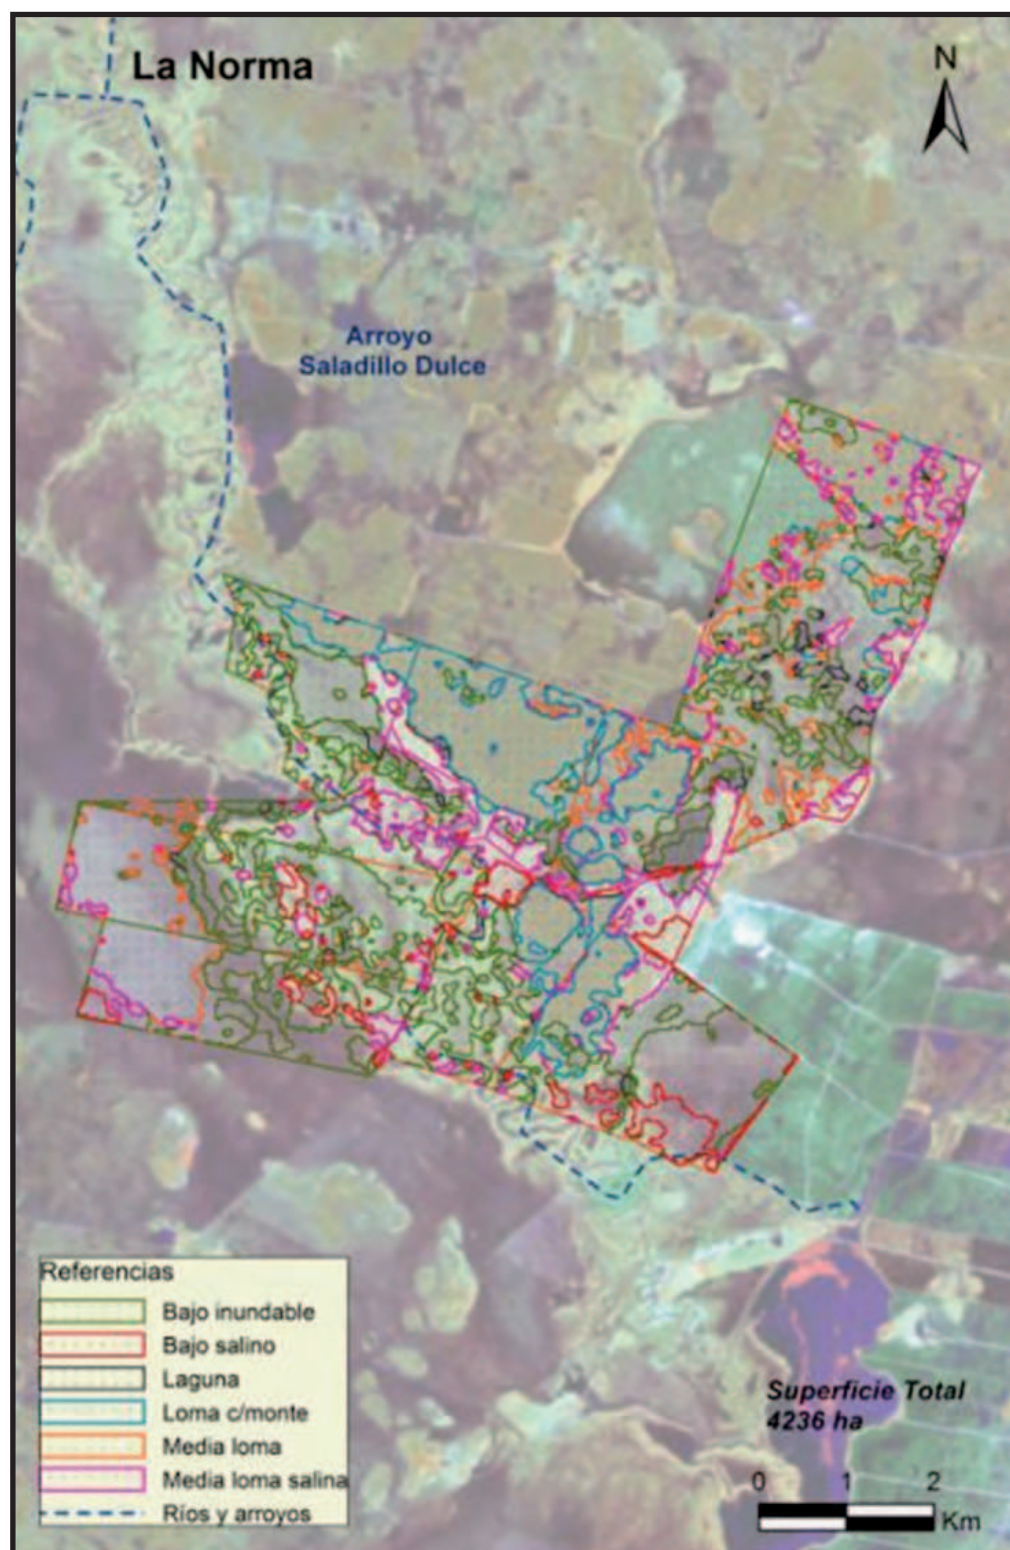 La Norma
N
Arroyo
Saladillo Dulce
Referencias
Bajo inundable
Bajo salino
Laguna
Loma c/monte
Media loma
Media loma salina
Ríos y arroyos
Superficie Total
4236 ha
0 1 2
Km